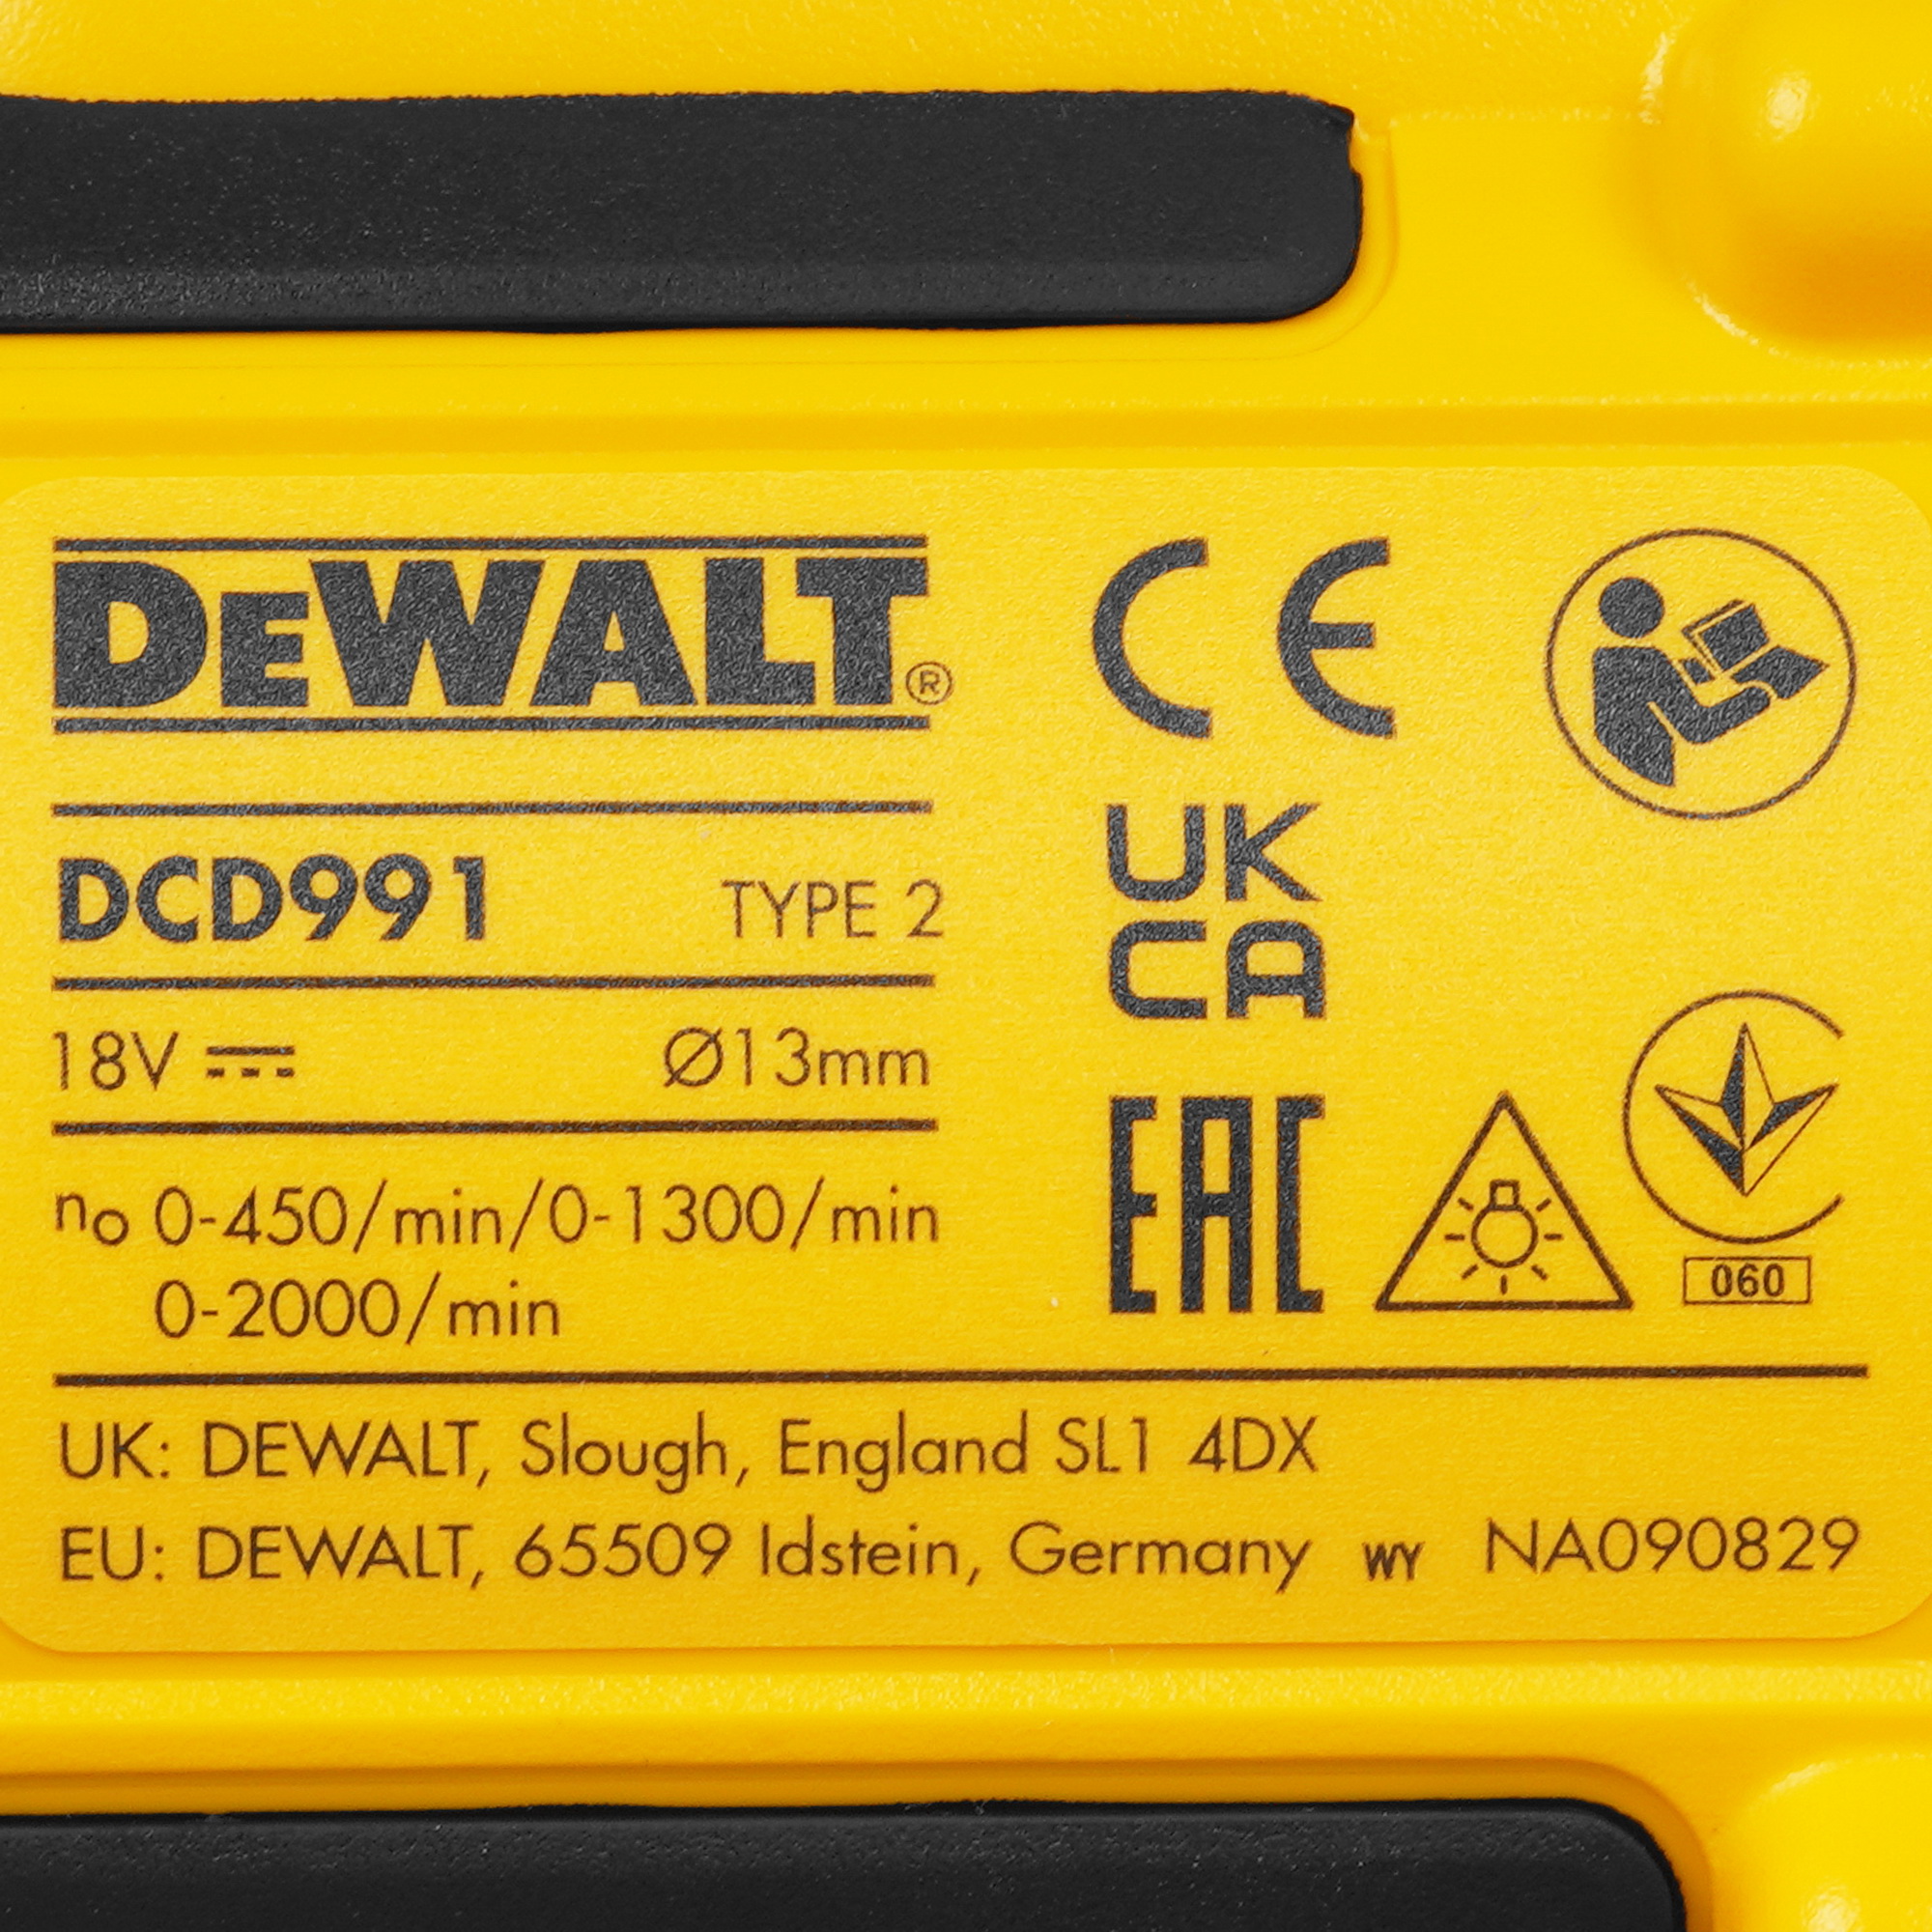 DEWALT®
CE
UK
CA
DCD991 TYPE 2
18V ⎓ Ø13mm
n₀ 0-450/min/0-1300/min
0-2000/min
EAC
060
UK: DEWALT, Slough, England SL1 4DX
EU: DEWALT, 65509 Idstein, Germany WY NA090829